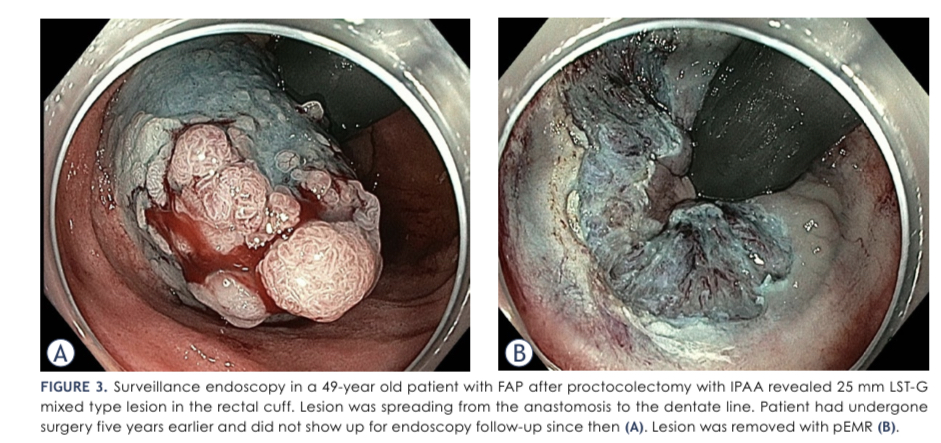 A
B
FIGURE 3. Surveillance endoscopy in a 49-year old patient with FAP after proctocolectomy with IPAA revealed 25 mm LST-G
mixed type lesion in the rectal cuff. Lesion was spreading from the anastomosis to the dentate line. Patient had undergone
surgery five years earlier and did not show up for endoscopy follow-up since then (A). Lesion was removed with pEMR (B).